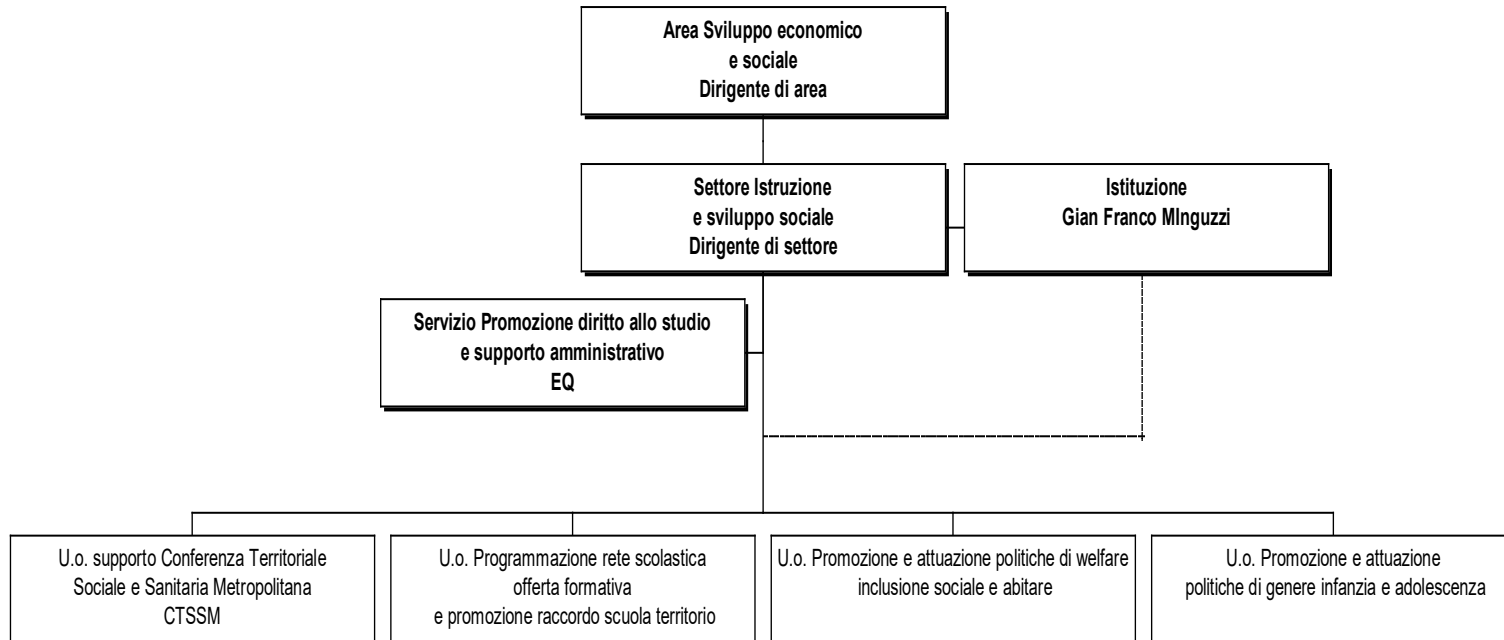 Area Sviluppo economico
e sociale
Dirigente di area
Settore Istruzione
e sviluppo sociale
Dirigente di settore
Istituzione
Gian Franco MInguzzi
Servizio Promozione diritto allo studio
e supporto amministrativo
EQ
U.o. supporto Conferenza Territoriale
Sociale e Sanitaria Metropolitana
CTSSM
U.o. Programmazione rete scolastica
offerta formativa
e promozione raccordo scuola territorio
U.o. Promozione e attuazione politiche di welfare
inclusione sociale e abitare
U.o. Promozione e attuazione
politiche di genere infanzia e adolescenza